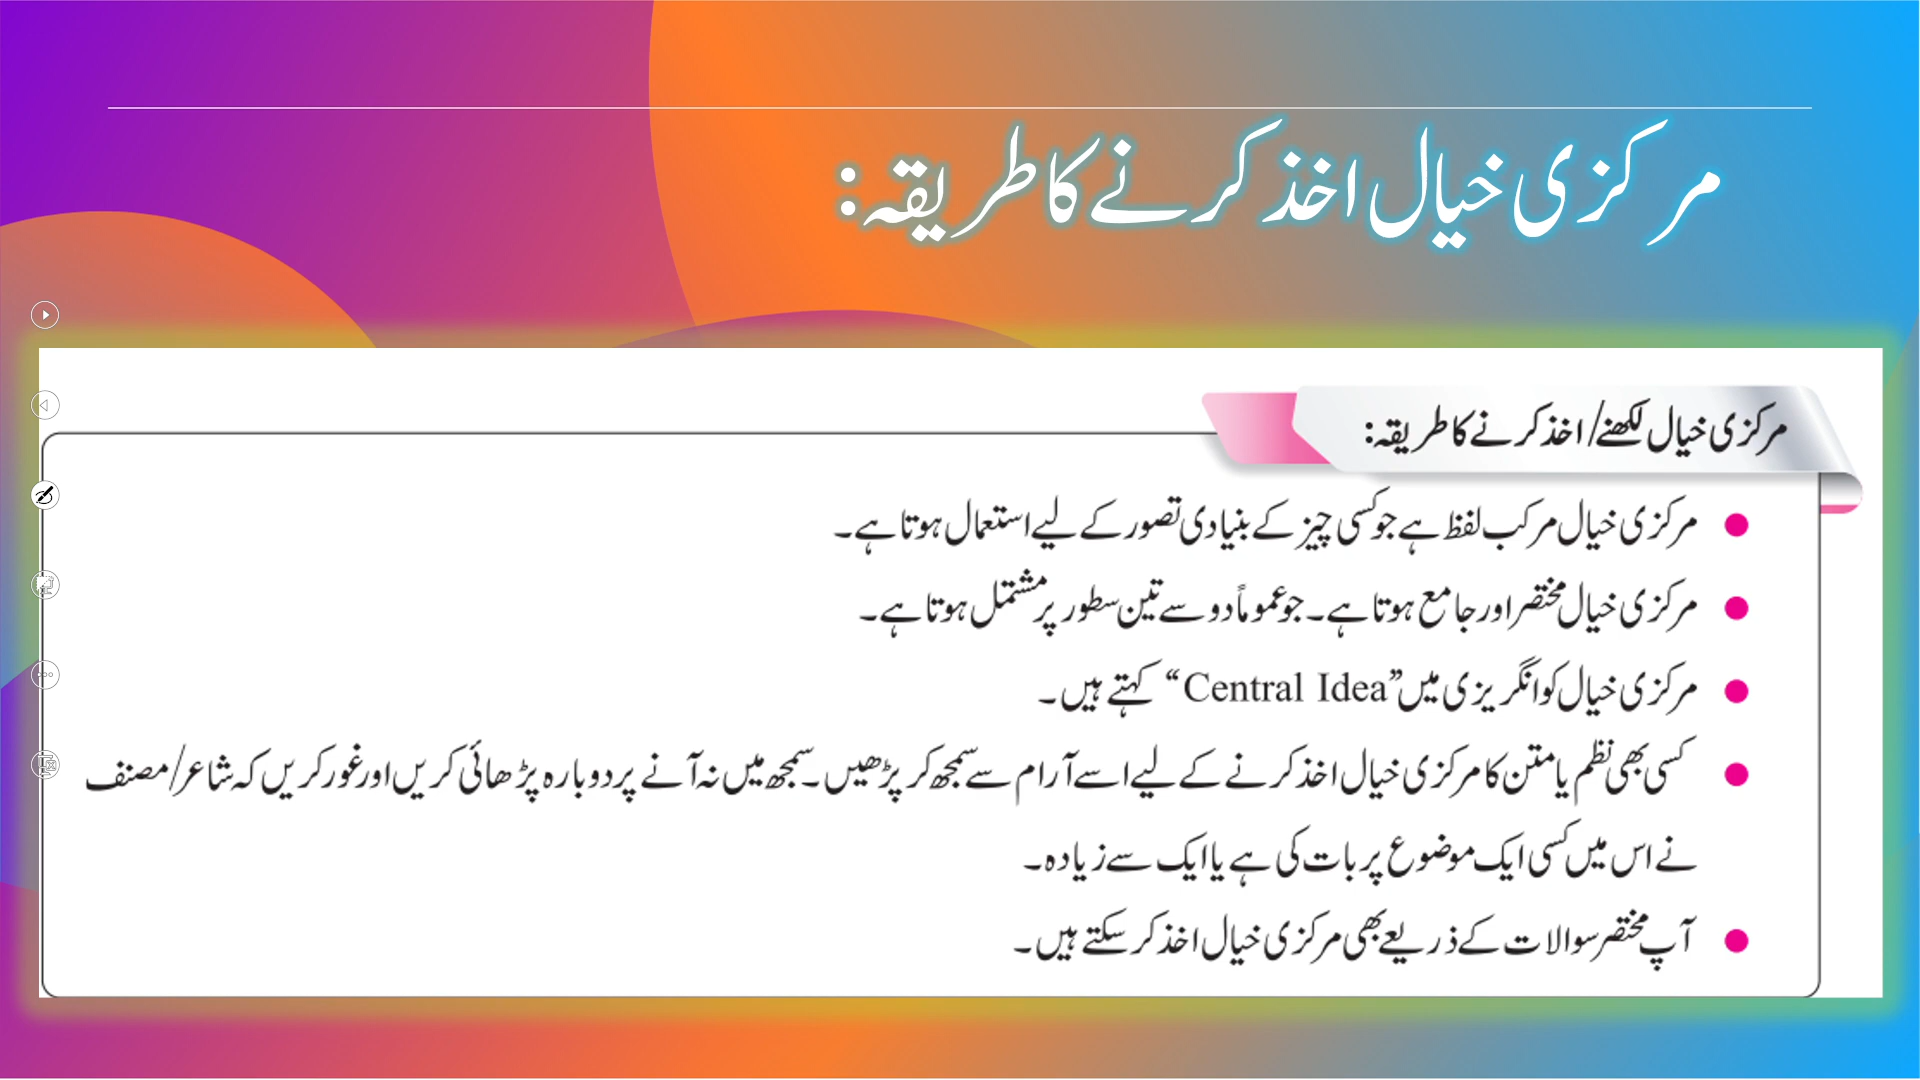 مرکزی خیال اخذ کرنے کا طریقہ:
مرکزی خیال لکھنے/اخذ کرنے کا طریقہ:
مرکزی خیال مرکب لفظ ہے جو کسی چیز کے بنیادی تصور کے لیے استعمال ہوتا ہے۔
مرکزی خیال مختصر اور جامع ہوتا ہے۔ جو عموماً دو سے تین سطور پر مشتمل ہوتا ہے۔
مرکزی خیال کو انگریزی میں ”Central Idea“ کہتے ہیں۔
کسی بھی نظم یا متن کا مرکزی خیال اخذ کرنے کے لیے اسے آرام سے سمجھ کر پڑھیں۔ سمجھ میں نہ آنے پر دوبارہ پڑھائی کریں اور غور کریں کہ شاعر/مصنف
نے اس میں کسی ایک موضوع پر بات کی ہے یا ایک سے زیادہ۔
آپ مختصر سوالات کے ذریعے بھی مرکزی خیال اخذ کر سکتے ہیں۔